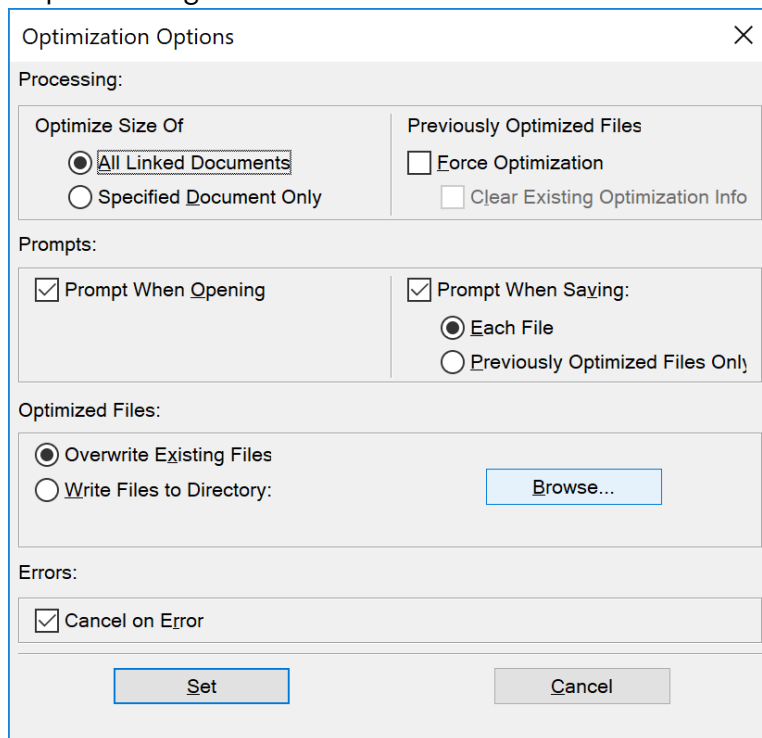 Optimization Options
Processing:
Optimize Size Of
All Linked Documents
Specified Document Only
Previously Optimized Files
Force Optimization
Clear Existing Optimization Info
Prompts:
Prompt When Opening
Prompt When Saving:
Each File
Previously Optimized Files Only
Optimized Files:
Overwrite Existing Files
Write Files to Directory:
Browse...
Errors:
Cancel on Error
Set
Cancel